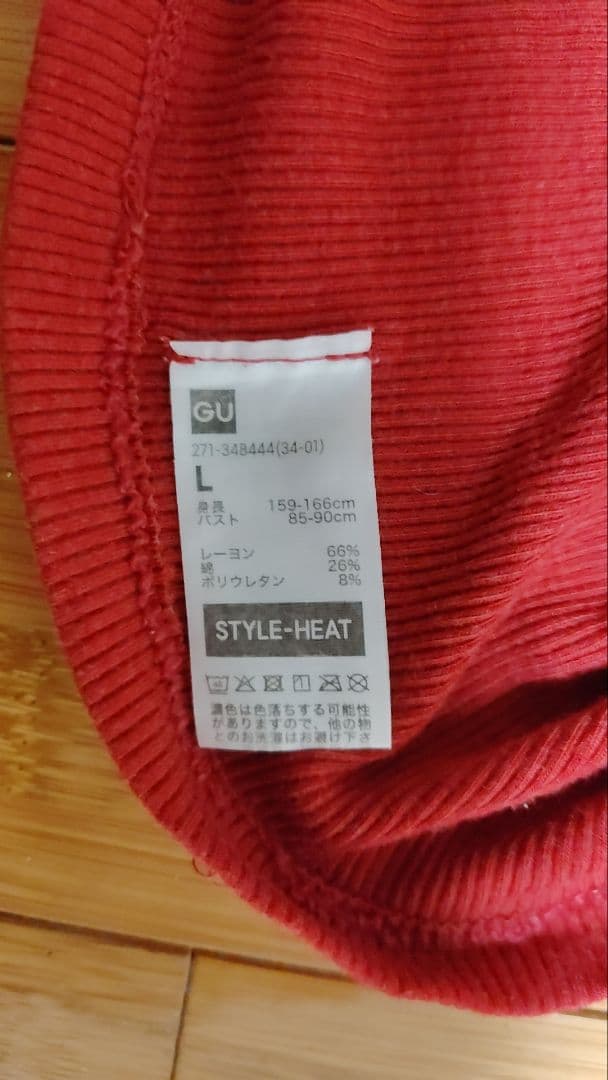 GU
271-348444(34-01)
L
身長 159-166cm
バスト 85-90cm
レーヨン 66%
綿 26%
ポリウレタン 8%
STYLE-HEAT
濃色は色落ちする可能性
がありますので、他の物
とのお洗濯はお避け下さ